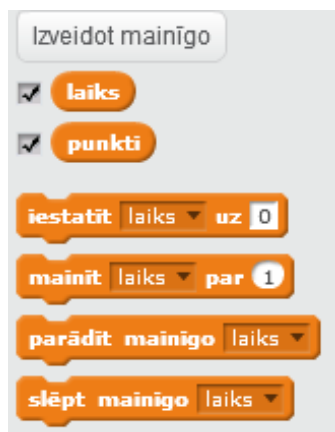 Izveidot mainīgo
laiks
punkti
iestatīt laiks uz 0
mainīt laiks par 1
parādīt mainīgo laiks
slēpt mainīgo laiks